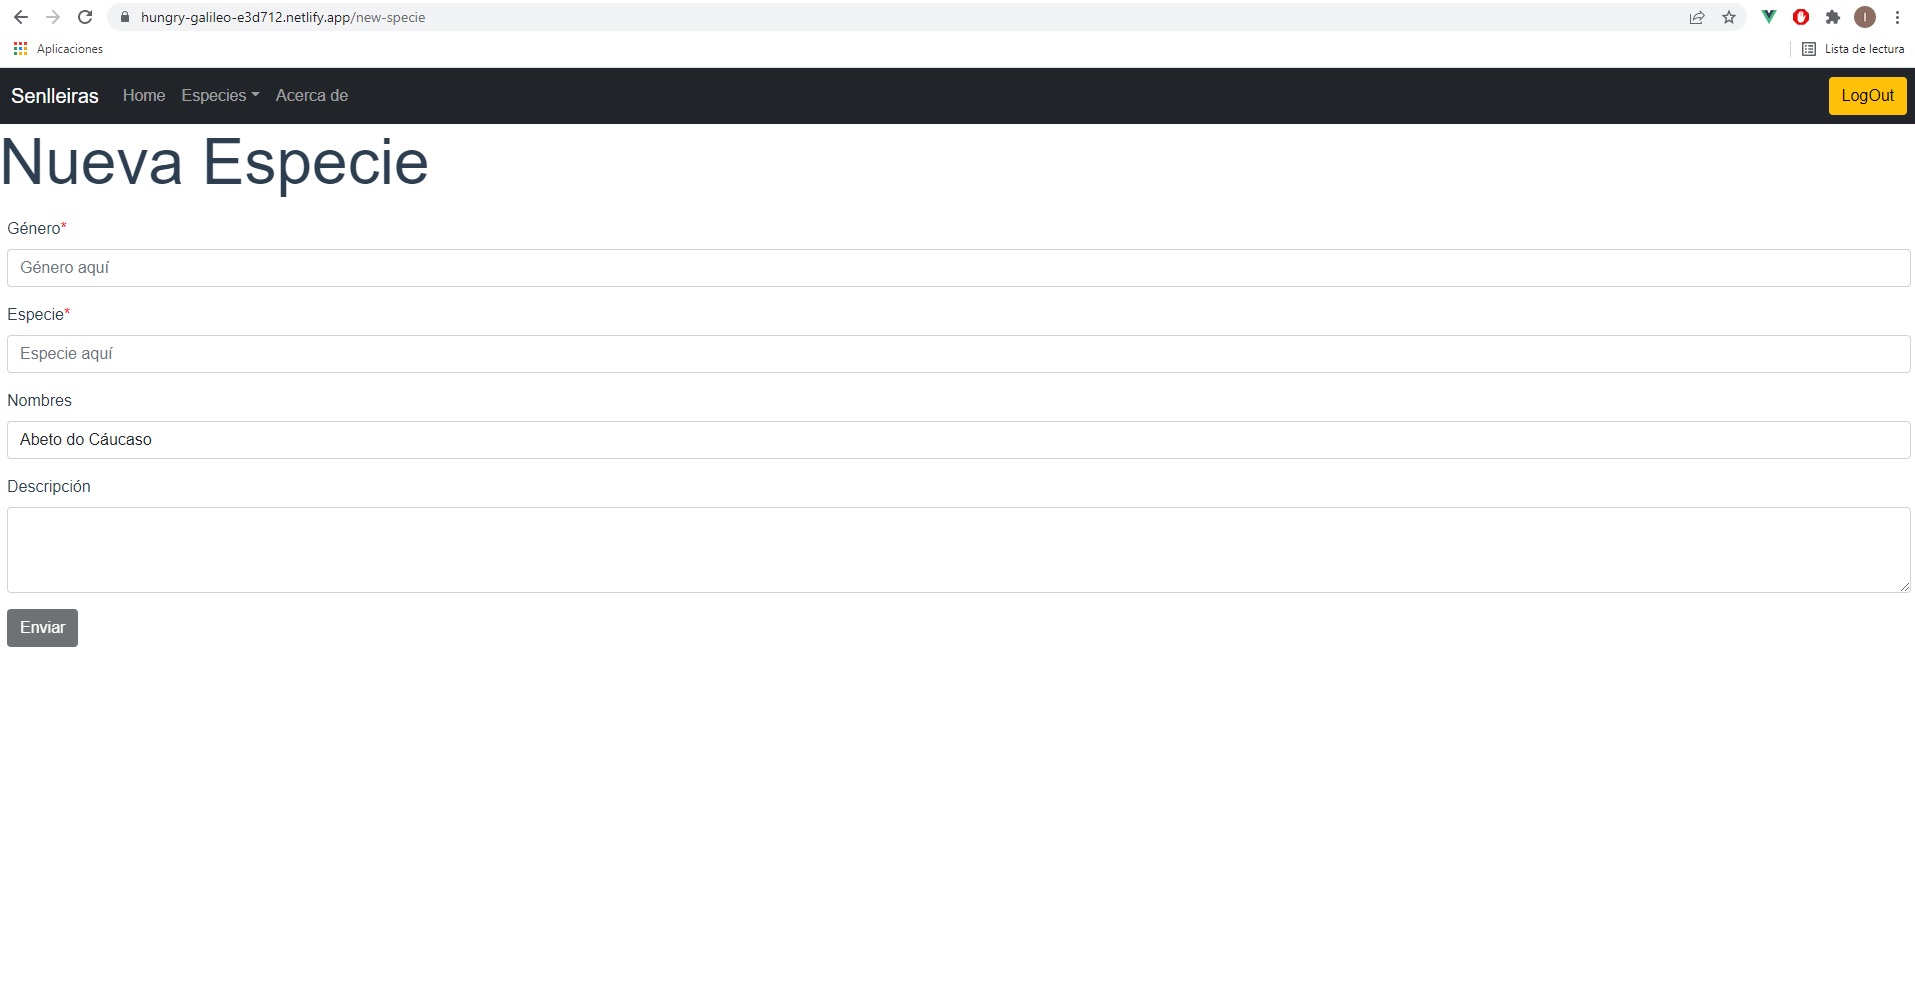 hungry-galileo-e3d712.netlify.app/new-specie
I
Aplicaciones
Lista de lectura
Senlleiras Home Especies Acerca de LogOut
Nueva Especie
Género*
Género aquí
Especie*
Especie aquí
Nombres
Abeto do Cáucaso
Descripción
Enviar